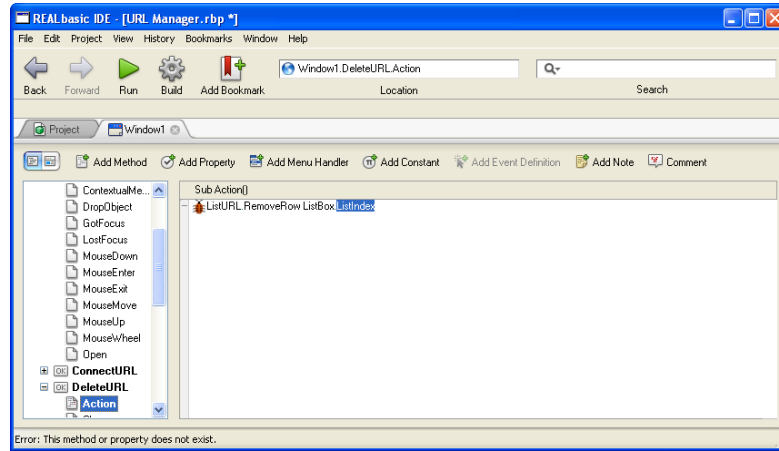 REALbasic IDE - [URL Manager.rbp *]
File Edit Project View History Bookmarks Window Help
Window1.DeleteURL.Action
Back Forward Run Build Add Bookmark Location Search
Project Window1
Add Method Add Property Add Menu Handler Add Constant Add Event Definition Add Note Comment
ContextualMe...
Sub Action()
DropObject
ListURL.RemoveRow ListBox.ListIndex
GotFocus
LostFocus
MouseDown
MouseEnter
MouseExit
MouseMove
MouseUp
MouseWheel
Open
OK ConnectURL
OK DeleteURL
Action
Error: This method or property does not exist.